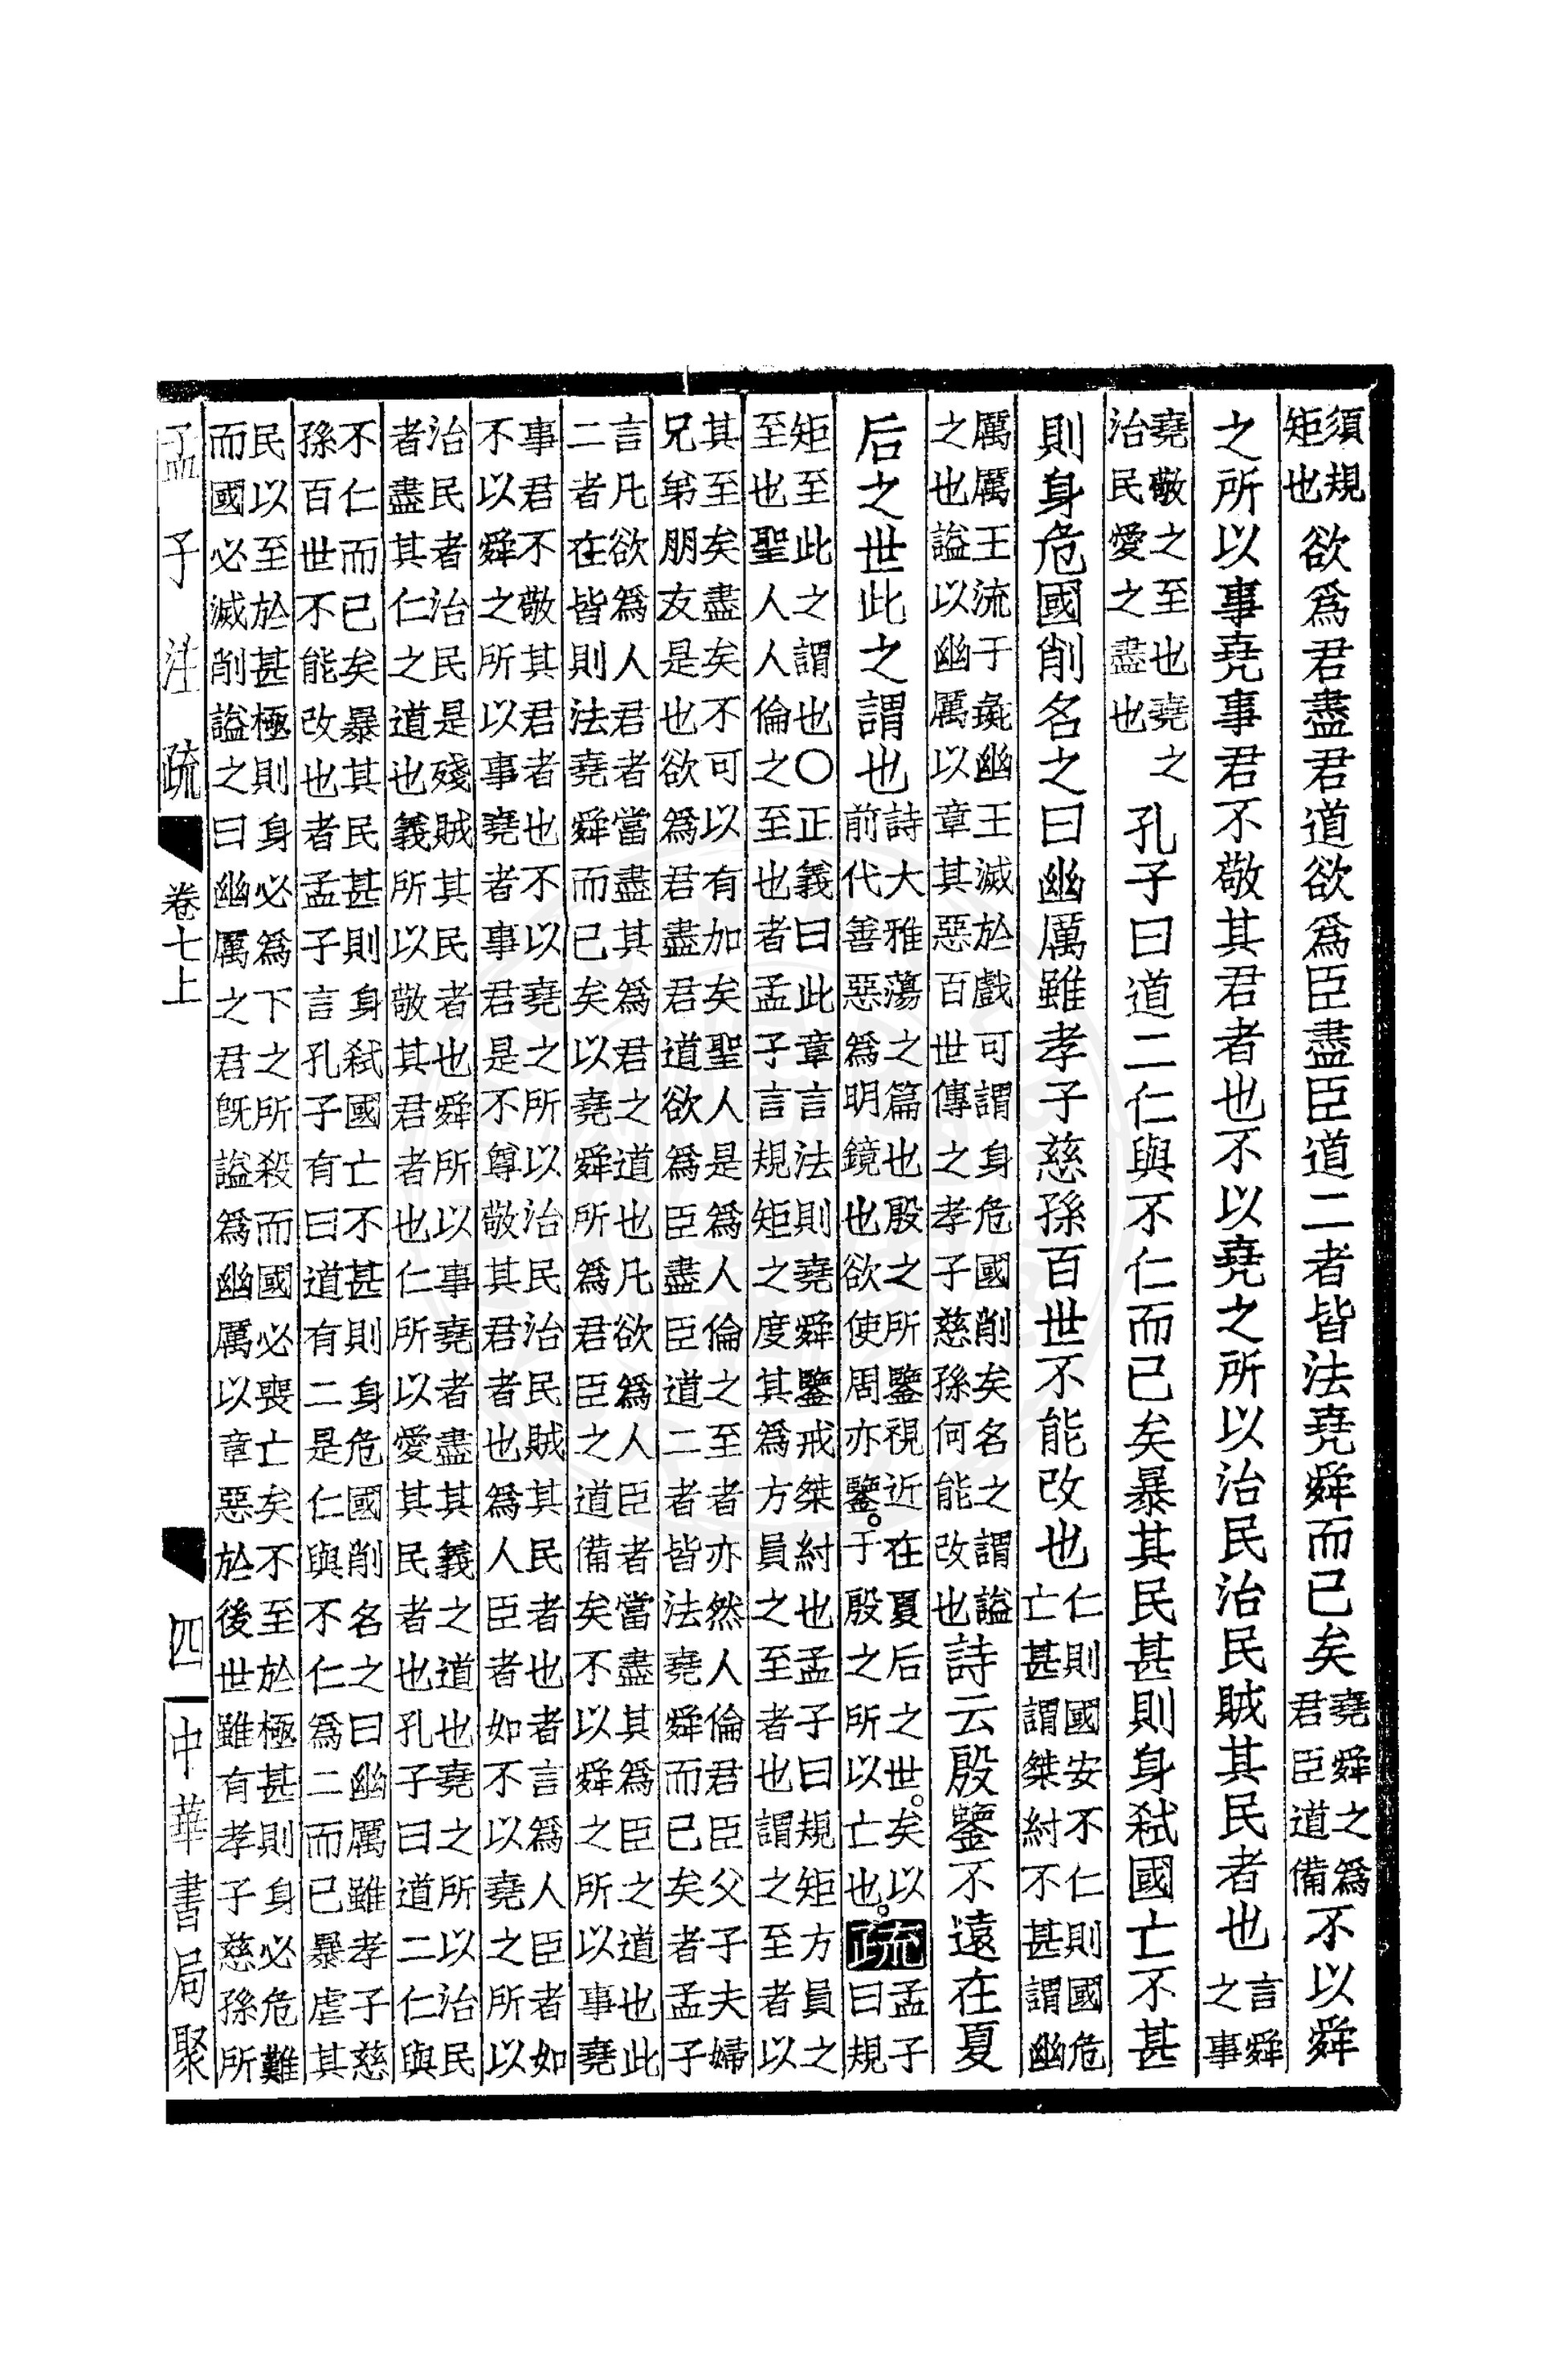 須規矩也欲爲君盡君道欲爲臣盡臣道二者皆法堯舜而已矣堯舜之爲君臣道備不以舜
之所以事堯事君不敬其君者也不以堯之所以治民治民賊其民者也言舜之事
堯敬之至也堯之治民愛之盡也孔子曰道二仁與不仁而已矣暴其民甚則身弒國亡不甚
則身危國削名之曰幽厲雖孝子慈孫百世不能改也仁則國安不仁則國危亡甚謂桀紂不甚謂幽
厲厲王流于彘幽王滅於戲可謂身危國削矣名之謂謚之也謚以幽厲以章其惡百世傳之孝子慈孫何能改也詩云殷鑒不遠在夏
后之世此之謂也詩大雅蕩之篇也殷之所鑒視近在夏后之世。矣以前代善惡爲明鏡也欲使周亦鑒。于殷之所以亡也。疏孟子曰規
矩至此之謂也○正義曰此章言法則堯舜鑒戒桀紂也孟子曰規矩方員之
至也聖人人倫之至也者孟子言規矩之度其爲方員之至者也謂之至者以
其至矣盡矣不可以有加矣聖人是爲人倫之至者亦然人倫君臣父子夫婦
兄弟朋友是也欲爲君盡君道欲爲臣盡臣道二者皆法堯舜而已矣者孟子
言凡欲爲人君者當盡其爲君之道也凡欲爲人臣者當盡其爲臣之道也此
二者在皆則法堯舜而已矣以堯舜所爲君臣之道備矣不以舜之所以事堯
事君不敬其君者也不以堯之所以治民治民賊其民者也者言爲人臣者如
不以舜之所以事堯者事君是不尊敬其君者也爲人臣者如不以堯之所以
治民者治民是殘賊其民者也舜所以事堯者盡其義之道也堯之所以治民
者盡其仁之道也義所以敬其君者也仁所以愛其民者也孔子曰道二仁與
不仁而已矣暴其民甚則身弒國亡不甚則身危國削名之曰幽厲雖孝子慈
孫百世不能改也者孟子言孔子有曰道有二是仁與不仁爲二而已暴虐其
民以至於甚極則身必爲下之所殺而國必喪亡矣不至於極甚則身必危難
而國必滅削謚之曰幽厲之君既謚爲幽厲以章惡於後世雖有孝子慈孫所
孟子注疏 卷七上 四 中華書局聚